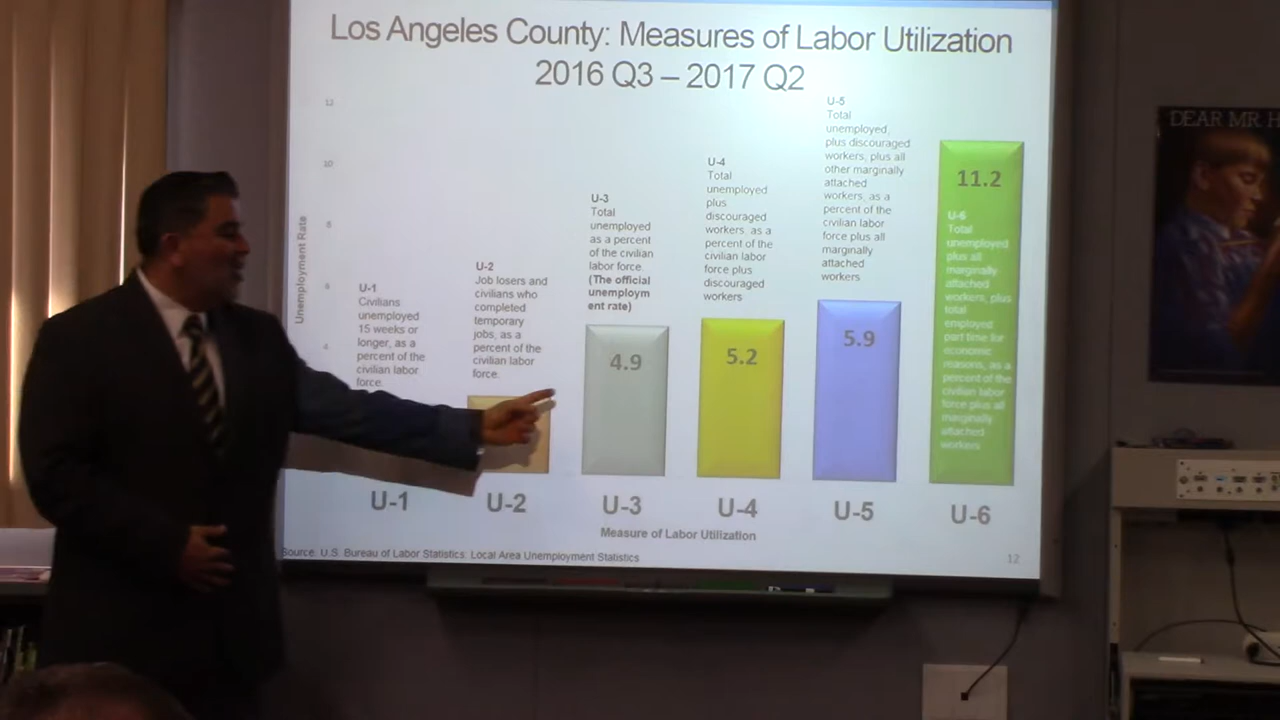 Los Angeles County: Measures of Labor Utilization
2016 Q3 – 2017 Q2
12
10
8
6
4
Unemployment Rate
U-1
Civilians
unemployed
15 weeks or
longer, as a
percent of the
civilian labor
force.
U-2
Job losers and
civilians who
completed
temporary
jobs, as a
percent of the
civilian labor
force.
U-3
Total
unemployed
as a percent
of the civilian
labor force.
(The official
unemploym
ent rate)
4.9
U-4
Total
unemployed
plus
discouraged
workers, as a
percent of the
civilian labor
force plus
discouraged
workers
5.2
U-5
Total
unemployed,
plus discouraged
workers, plus all
other marginally
attached
workers, as a
percent of the
civilian labor
force plus all
marginally
attached
workers
5.9
11.2
U-6
Total
unemployed
plus all
marginally
attached
workers, plus
total
employed
part time for
economic
reasons, as a
percent of the
civilian labor
force plus all
marginally
attached
workers
U-1
U-2
U-3
U-4
U-5
U-6
Measure of Labor Utilization
Source: U.S. Bureau of Labor Statistics: Local Area Unemployment Statistics
12
DEAR MR. H